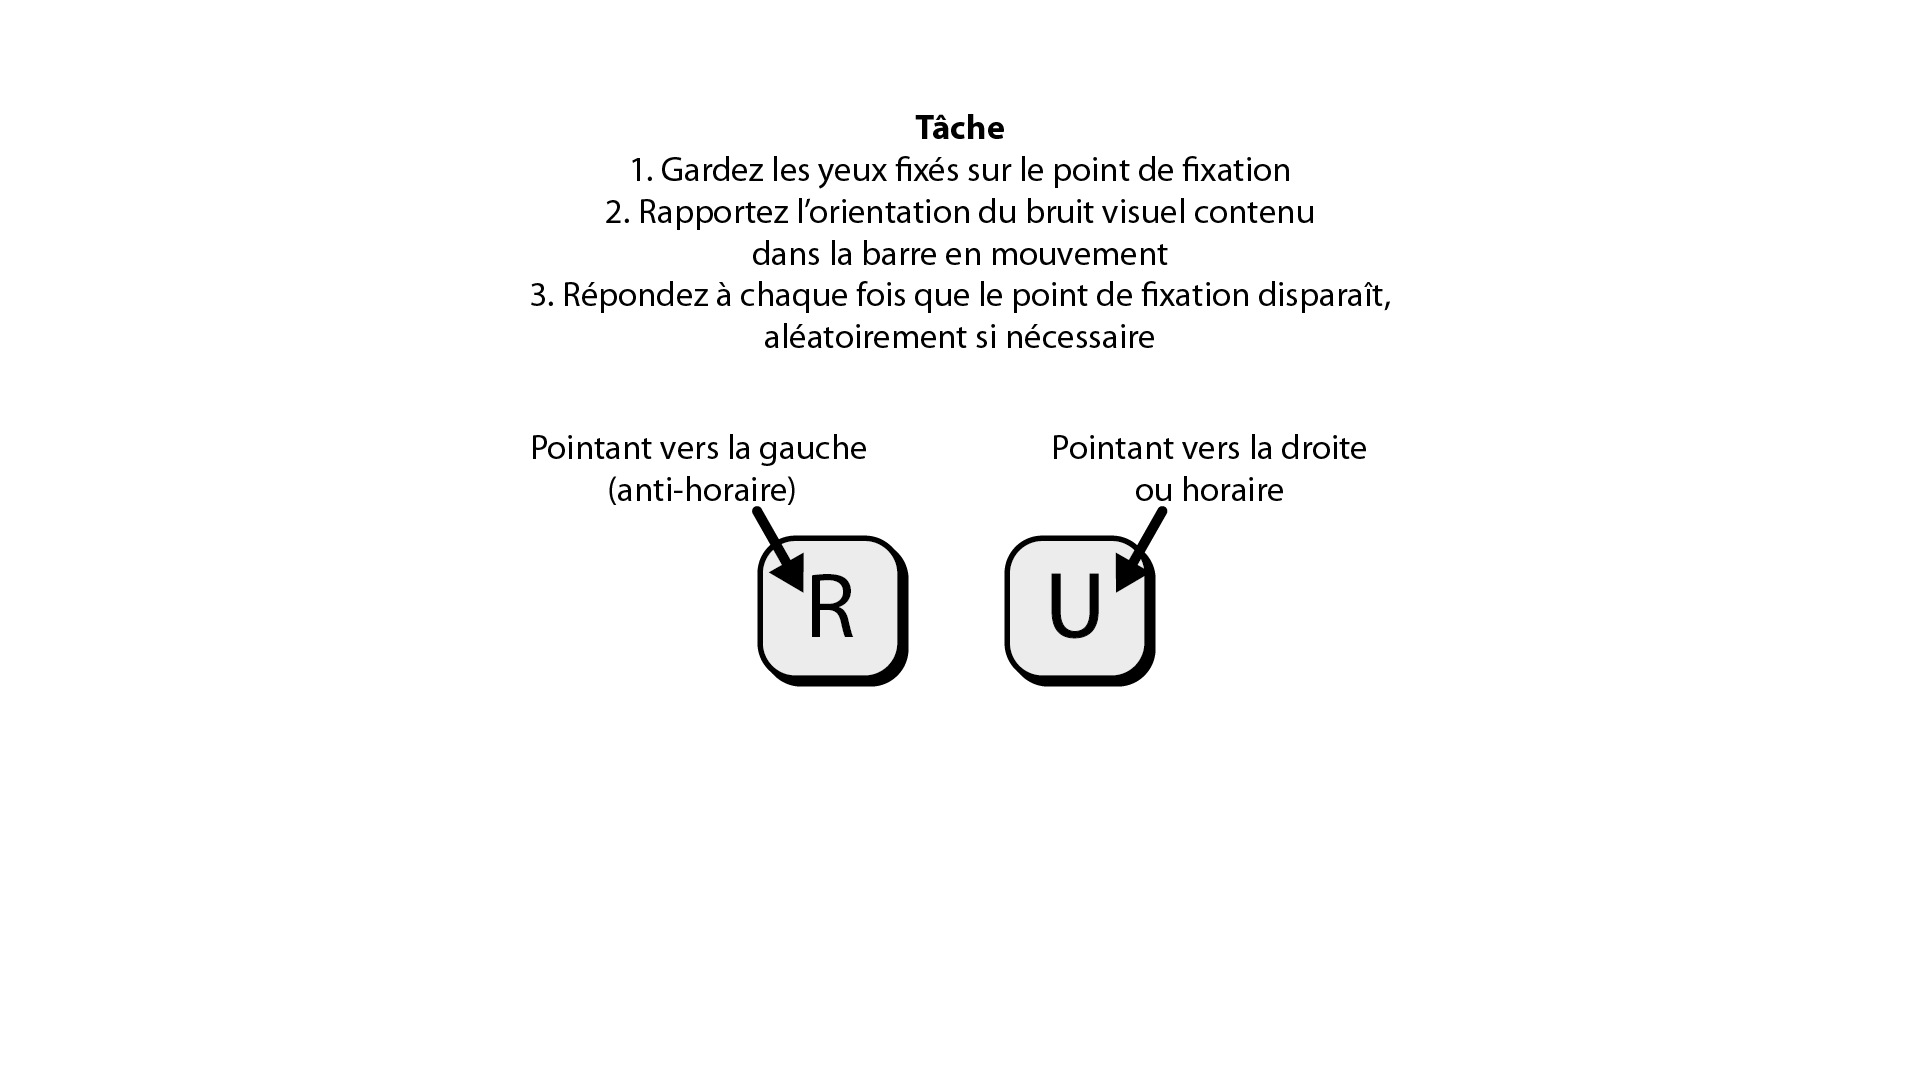 Tâche
1. Gardez les yeux fixés sur le point de fixation
2. Rapportez l’orientation du bruit visuel contenu
dans la barre en mouvement
3. Répondez à chaque fois que le point de fixation disparaît,
aléatoirement si nécessaire
Pointant vers la gauche
(anti-horaire)
Pointant vers la droite
ou horaire
R
U